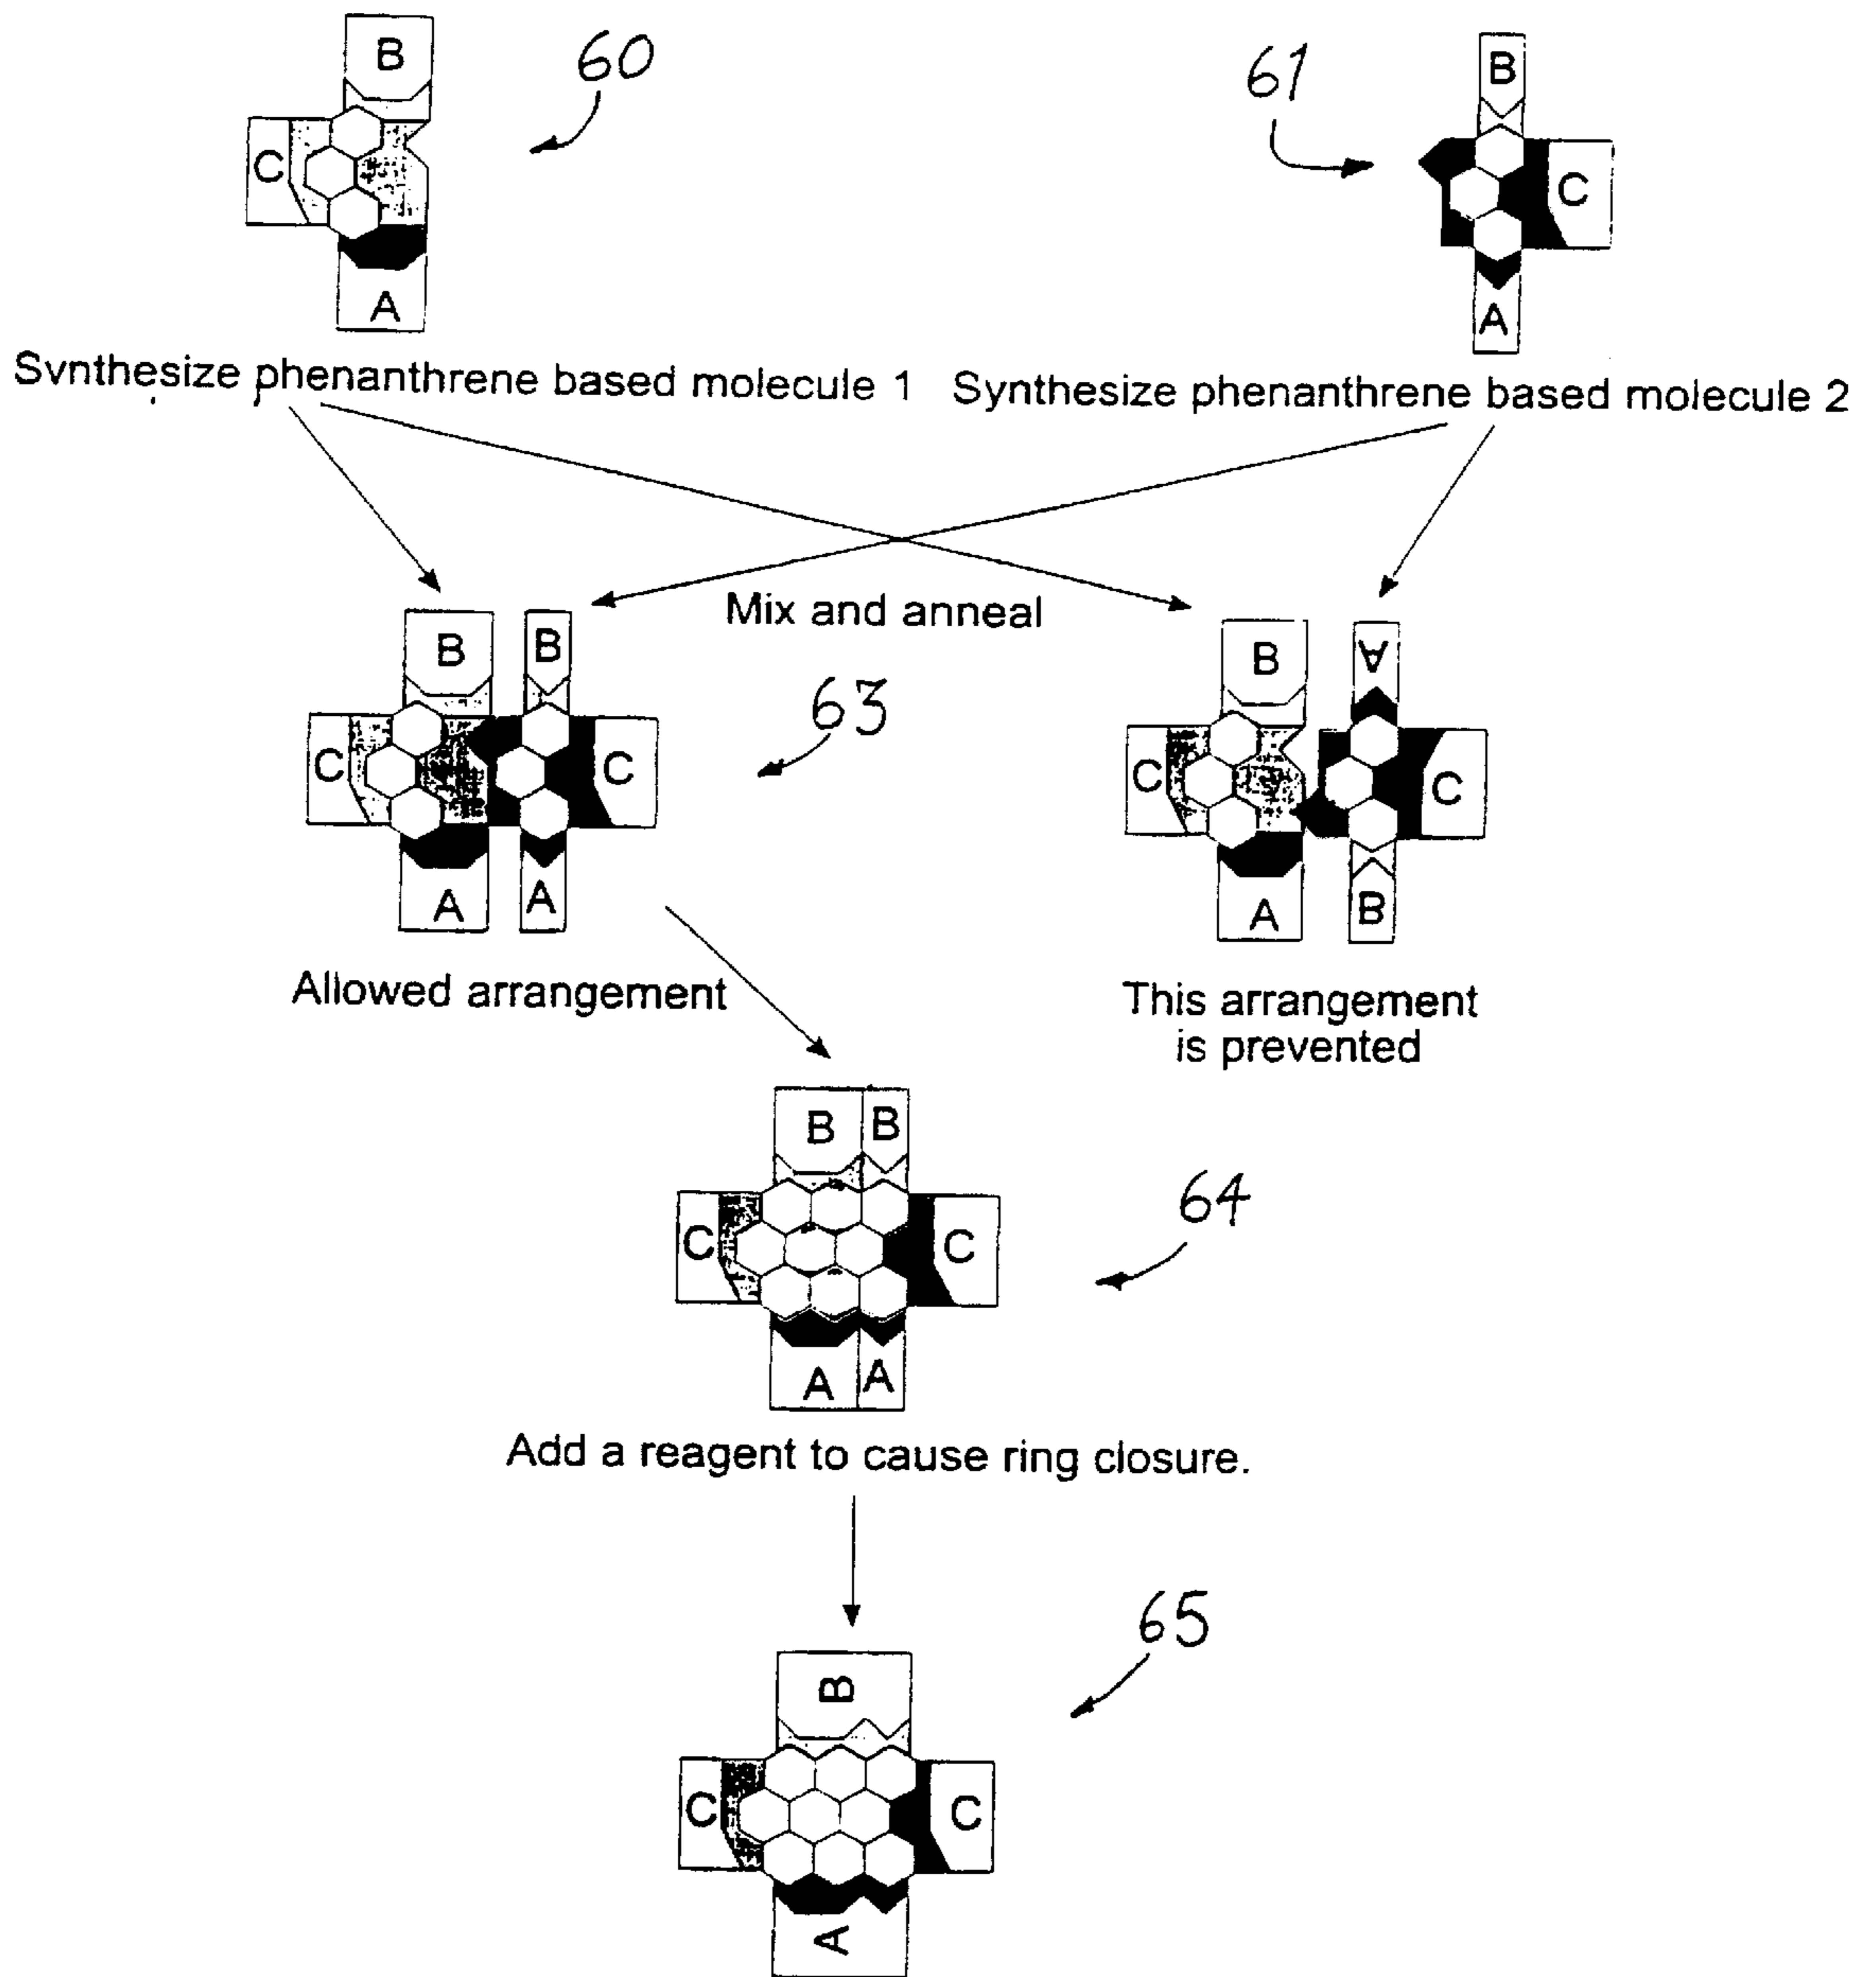 B
60
C
A
61
B
C
A
Svnthesize phenanthrene based molecule 1
Synthesize phenanthrene based molecule 2
Mix and anneal
B
B
C
C
A
A
63
B
A
C
C
A
B
Allowed arrangement
This arrangement
is prevented
B
B
C
C
A
A
64
Add a reagent to cause ring closure.
65
B
C
C
A